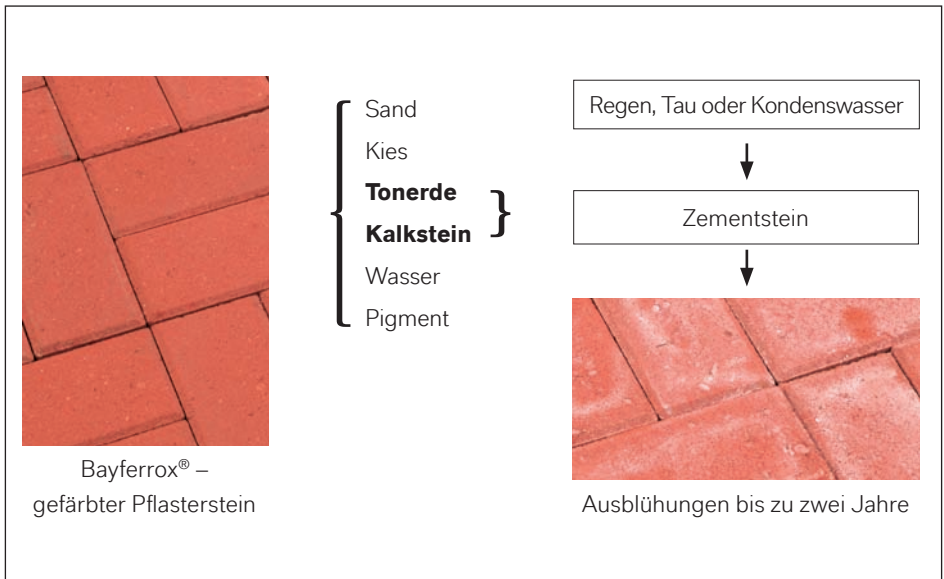 Sand
Kies
Tonerde
Kalkstein
Wasser
Pigment
Bayferrox® –
gefärbter Pflasterstein
Regen, Tau oder Kondenswasser
Zementstein
Ausblühungen bis zu zwei Jahre